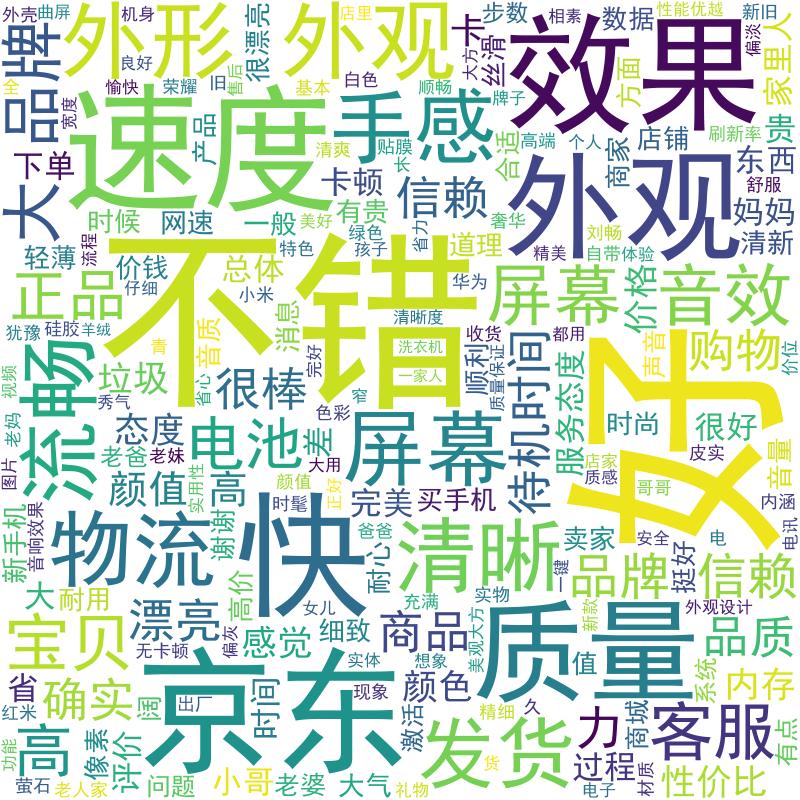 外壳
曲屏
机身
很漂亮
店里
步数
数据
相素
性能优越
新旧
偏淡
品牌
外形
外观
卡
丝滑
效果
家里人
良好
愉快
荣耀
售后
基本
白色
大方
顺畅
牌子
方面
全
宽度
速度
手感
产品
清爽
贴膜
长
合适
高端
个人
店铺
刷新率
贵
下单
大
卡顿
信赖
外观
商家
东西
舒服
时候
网速
一般
美好
有贵
绿色
孩子
省力
奢华
刘畅
妈妈
道理
精美
自带体验
清新
轻薄
流程
价钱
仔细
总体
特色
小米
消息
华为
正品
不错
屏幕
价格
音效
犹豫
硅胶
羊绒
青
音质
清晰度
收货
都用
声音
价位
视频
流畅
垃圾
秀气
省心
很棒
完好
窄
洗衣机
一家人
顺利
质量保证
好
购物
老妈
态度
老妹
电池
差
色彩
屏幕
待机时间
服务态度
时尚
很好
图片
老爸
颜值
实用性
高
颜值
大用
正好
时髦
完美
买手机
店家
质感
哥哥
皮实
音量
内涵
新手机
音响效果
物流
谢谢
快
爸爸
耐心
清晰
卖家
安全
电
电讯
一键
挺好
大
耐用
高价
女儿
充满
实物
品牌
信赖
宝贝
漂亮
偏灰
感觉
细致
商品
美观大方
质量
新款
外观设计
品质
无卡顿
京东
实体
想象
值
系统
省
确实
阔
时间
现象
颜色
久
精细
力
商城
内存
红米
高
激活
发货
客服
有点
功能
像素
评价
过程
萤石
老人家
问题
小哥
老婆
大气
礼物
货
电子
材质
性价比